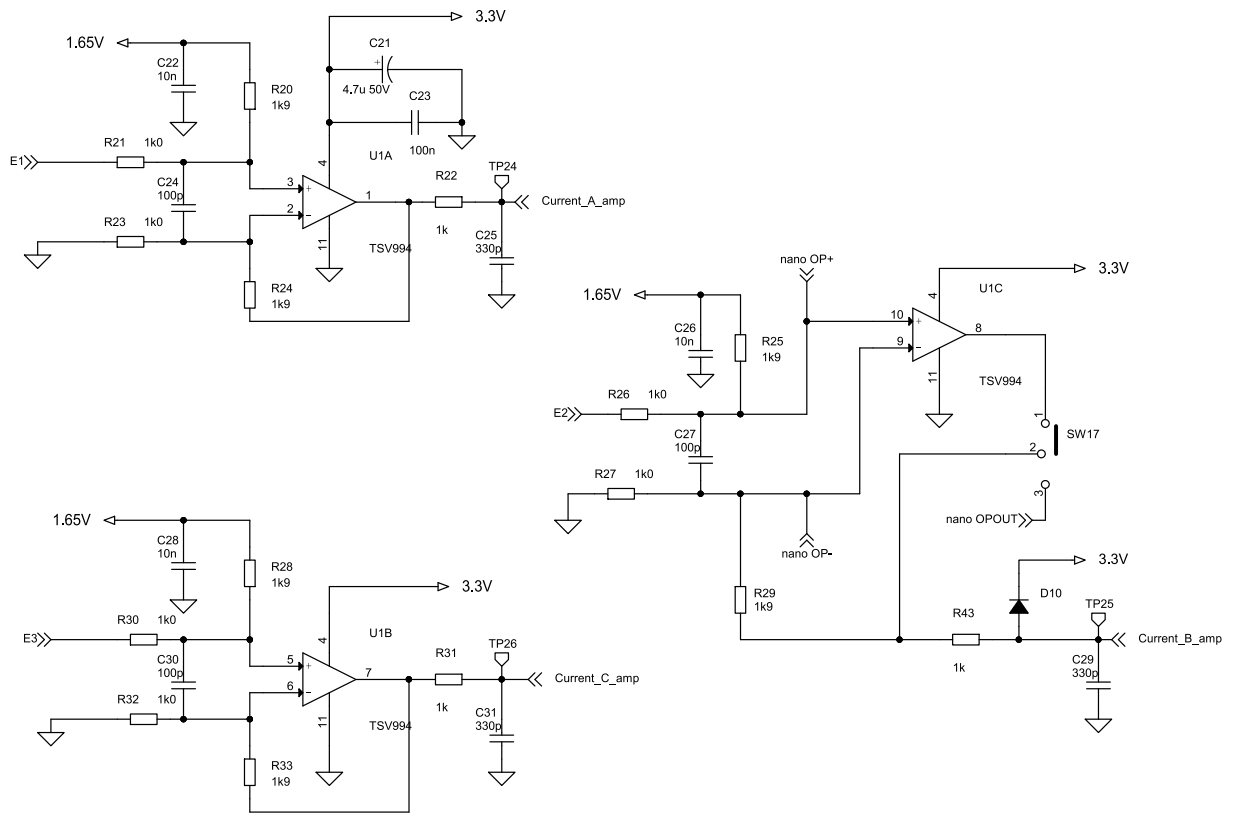 3.3V
1.65V
C21
4.7u 50V
C22
10n
R20
1k9
C23
100n
R21 1k0
E1
C24
100p
U1A
4
3
2
1
11
TSV994
R22
1k
TP24
Current_A_amp
C25
330p
R23 1k0
R24
1k9
nano OP+
3.3V
1.65V
C26
10n
R25
1k9
U1C
4
10
9
8
11
TSV994
R26 1k0
E2
C27
100p
R27 1k0
1
2
3
SW17
nano OPOUT
nano OP-
R29
1k9
3.3V
D10
R43
1k
TP25
Current_B_amp
C29
330p
1.65V
C28
10n
R28
1k9
3.3V
R30 1k0
E3
C30
100p
U1B
4
5
6
7
11
TSV994
R31
1k
TP26
Current_C_amp
C31
330p
R32 1k0
R33
1k9